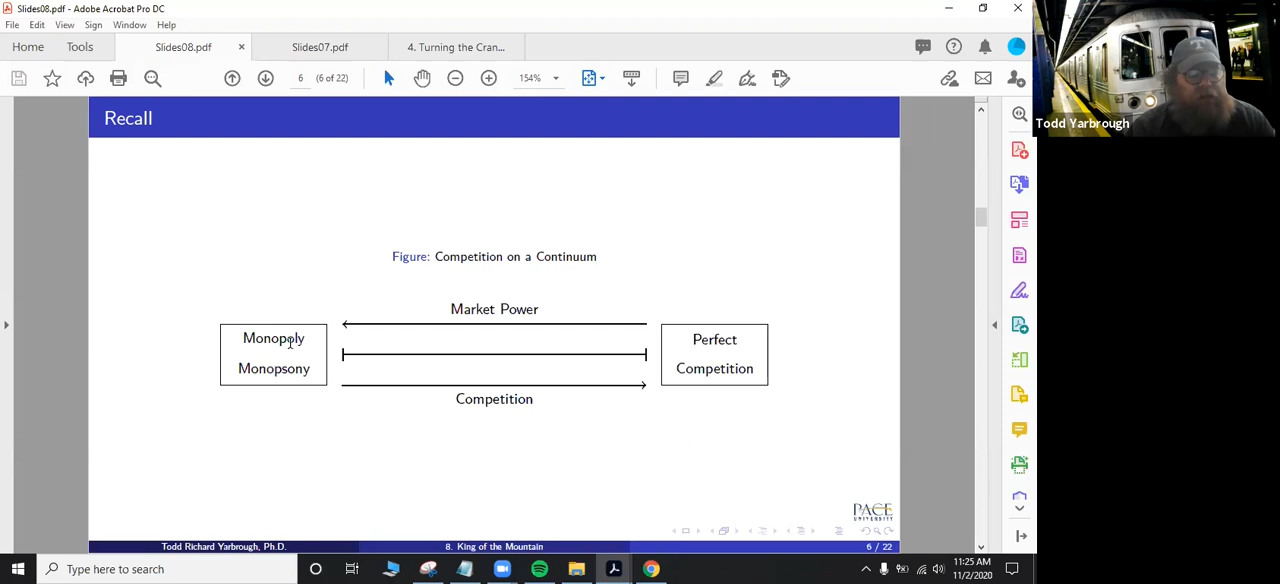 Slides08.pdf - Adobe Acrobat Pro DC
File Edit View Sign Window Help
Home Tools Slides08.pdf × Slides07.pdf 4. Turning the Cran...
6 (6 of 22) 154%
Recall
Figure: Competition on a Continuum
Market Power
Monopoly
Monopsony
Perfect
Competition
Competition
PACE
UNIVERSITY
Todd Richard Yarbrough, Ph.D. 8. King of the Mountain 6 / 22
Todd Yarbrough
Type here to search
11:25 AM
11/2/2020